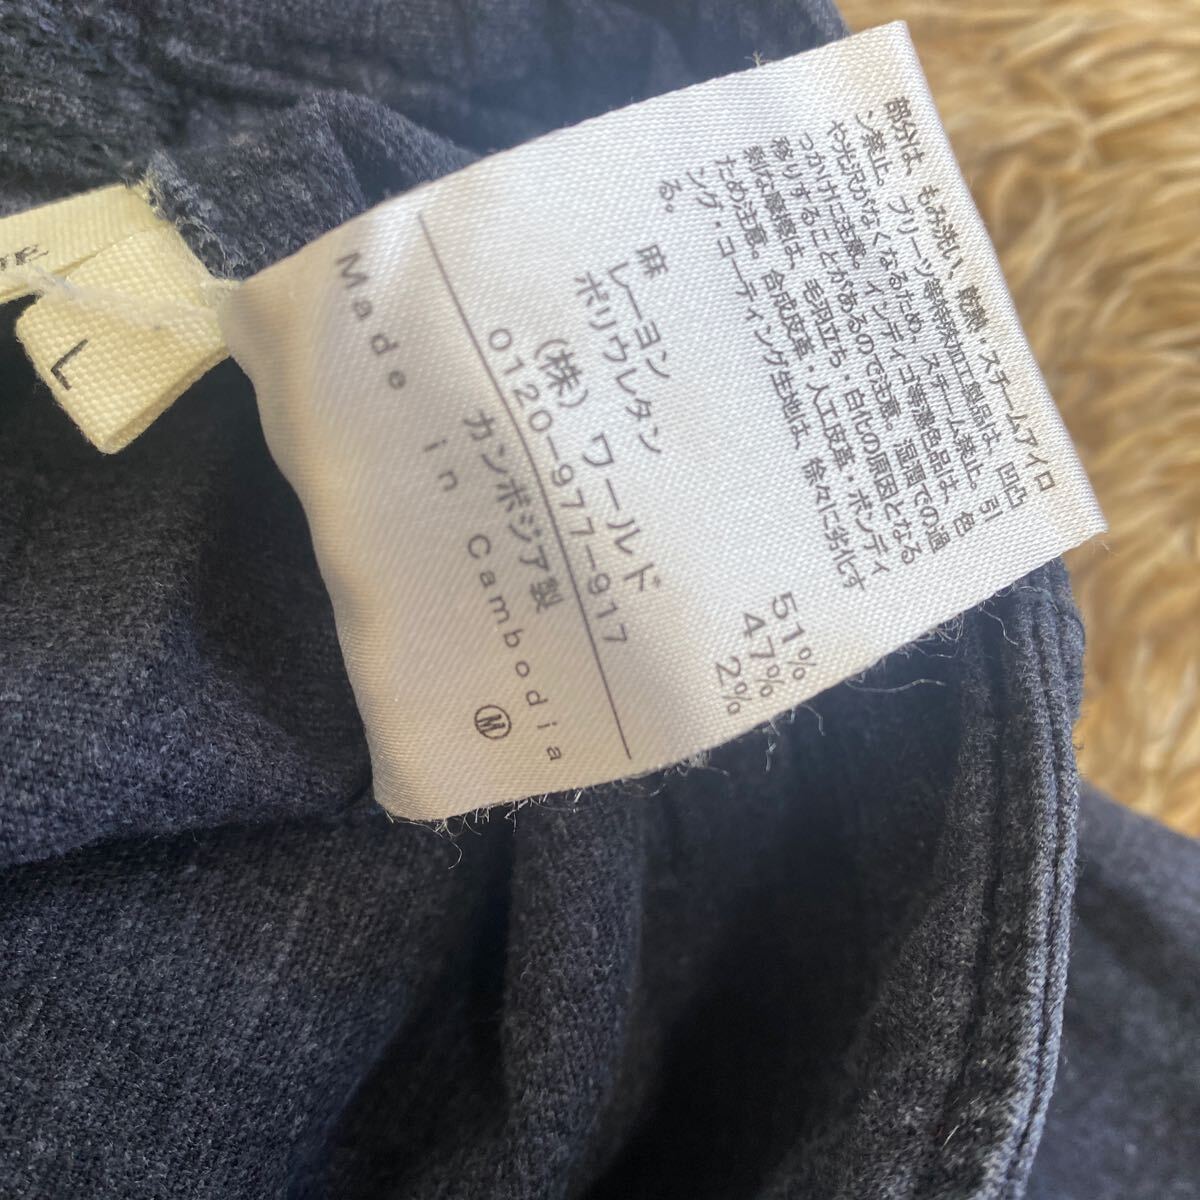 部分は、もみ洗い、乾燥・スチームアイロ
ン禁止。プリーツ等特殊加工製品は、凹凸
や光沢がなくなるため、スチーム禁止。引
っかけに注意。インディゴ等濃色品は、色
移りすることがあるので注意。湿潤での過
剰な摩擦は、毛羽立ち・白化の原因となる
ため注意。合成皮革・人工皮革・ボンディ
ング・コーティング生地は、徐々に劣化す
る。
麻 51%
レーヨン 47%
ポリウレタン 2%
(株) ワールド
0120-977-917
カンボジア製
Made in Cambodia Ⓜ
L